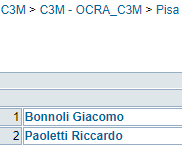 C3M > C3M - OCRA_C3M > Pisa
1 Bonnoli Giacomo
2 Paoletti Riccardo